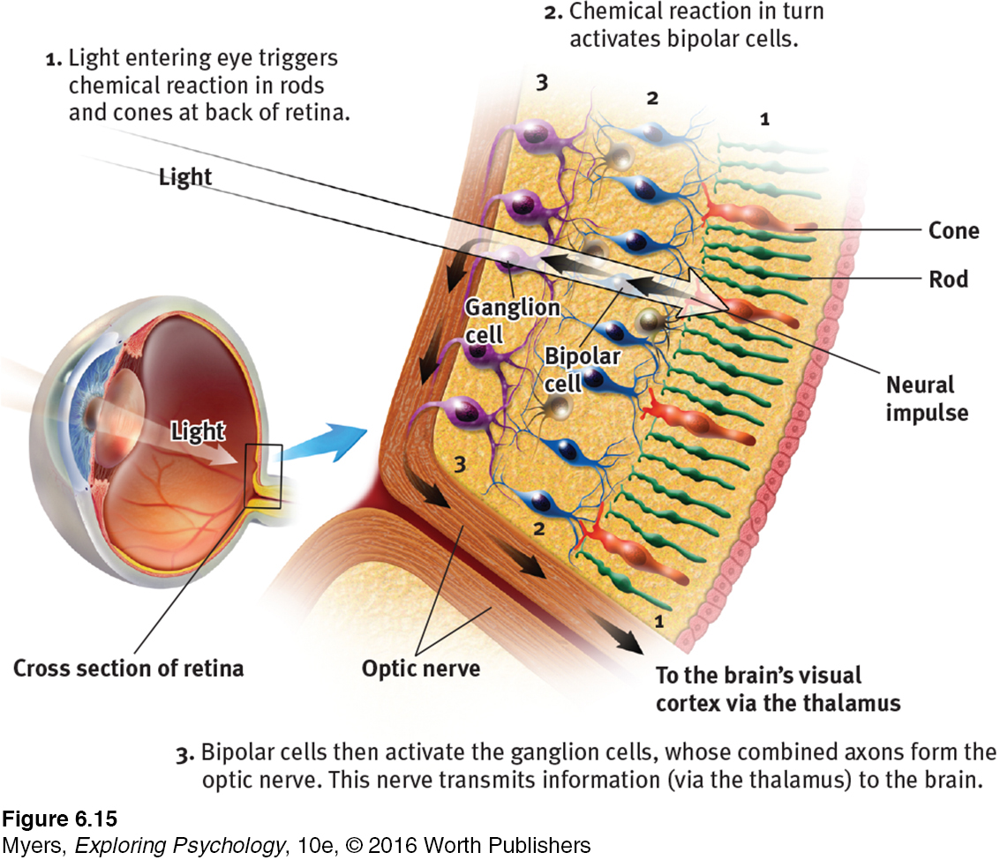 2. Chemical reaction in turn
activates bipolar cells.
1. Light entering eye triggers
chemical reaction in rods
and cones at back of retina.
3
2
1
Light
Cone
Rod
Ganglion
cell
Bipolar
cell
Neural
impulse
Light
3
2
1
Cross section of retina
Optic nerve
To the brain’s visual
cortex via the thalamus
3. Bipolar cells then activate the ganglion cells, whose combined axons form the
optic nerve. This nerve transmits information (via the thalamus) to the brain.
Figure 6.15
Myers, Exploring Psychology, 10e, © 2016 Worth Publishers